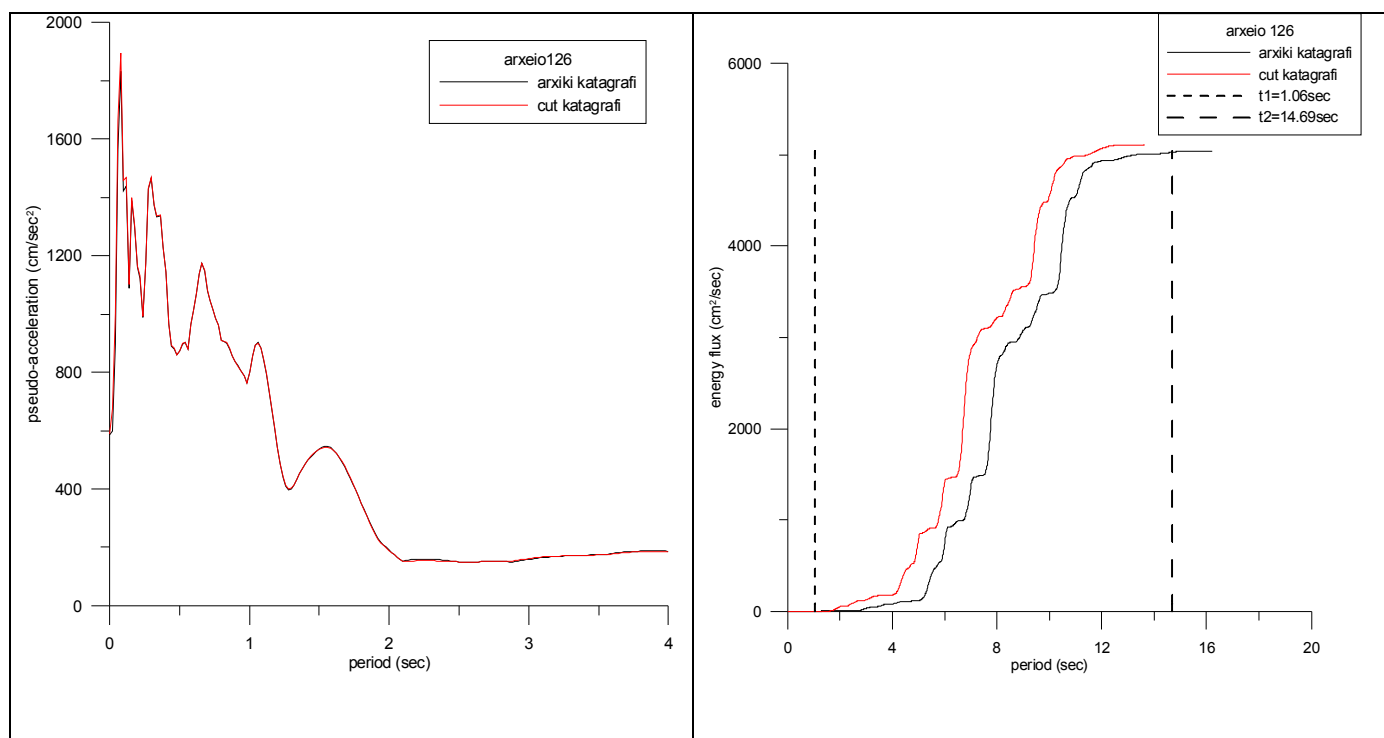 2000
1600
1200
800
400
0
pseudo-acceleration (cm/sec²)
0 1 2 3 4
period (sec)
arxeio126
arxiki katagrafi
cut katagrafi
arxeio 126
arxiki katagrafi
cut katagrafi
t1=1.06sec
t2=14.69sec
6000
4000
2000
0
energy flux (cm²/sec)
0 4 8 12 16 20
period (sec)